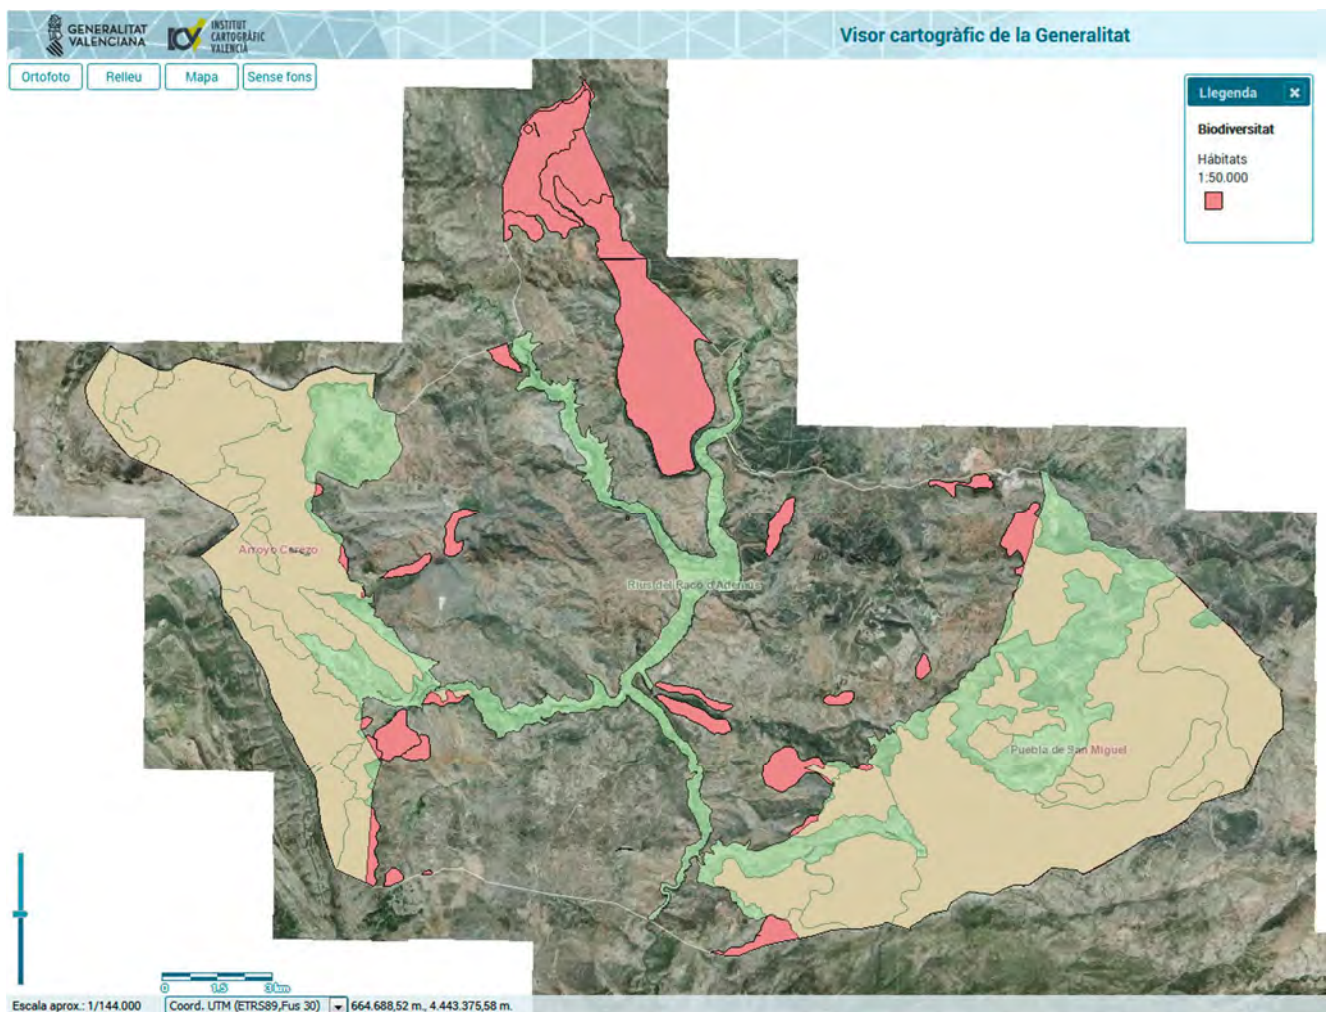 GENERALITAT
VALENCIANA
ICV
INSTITUT
CARTOGRÀFIC
VALENCIÀ
Visor cartogràfic de la Generalitat
Ortofoto
Relleu
Mapa
Sense fons
Llegenda
Biodiversitat
Hábitats
1:50.000
Arroyo Cerezo
Rius del Racó d'Ademús
Puebla de San Miguel
0 1.5 3 km
Escala aprox.: 1/144.000
Coord. UTM (ETRS89,Fus 30)
664.688,52 m., 4.443.375,58 m.